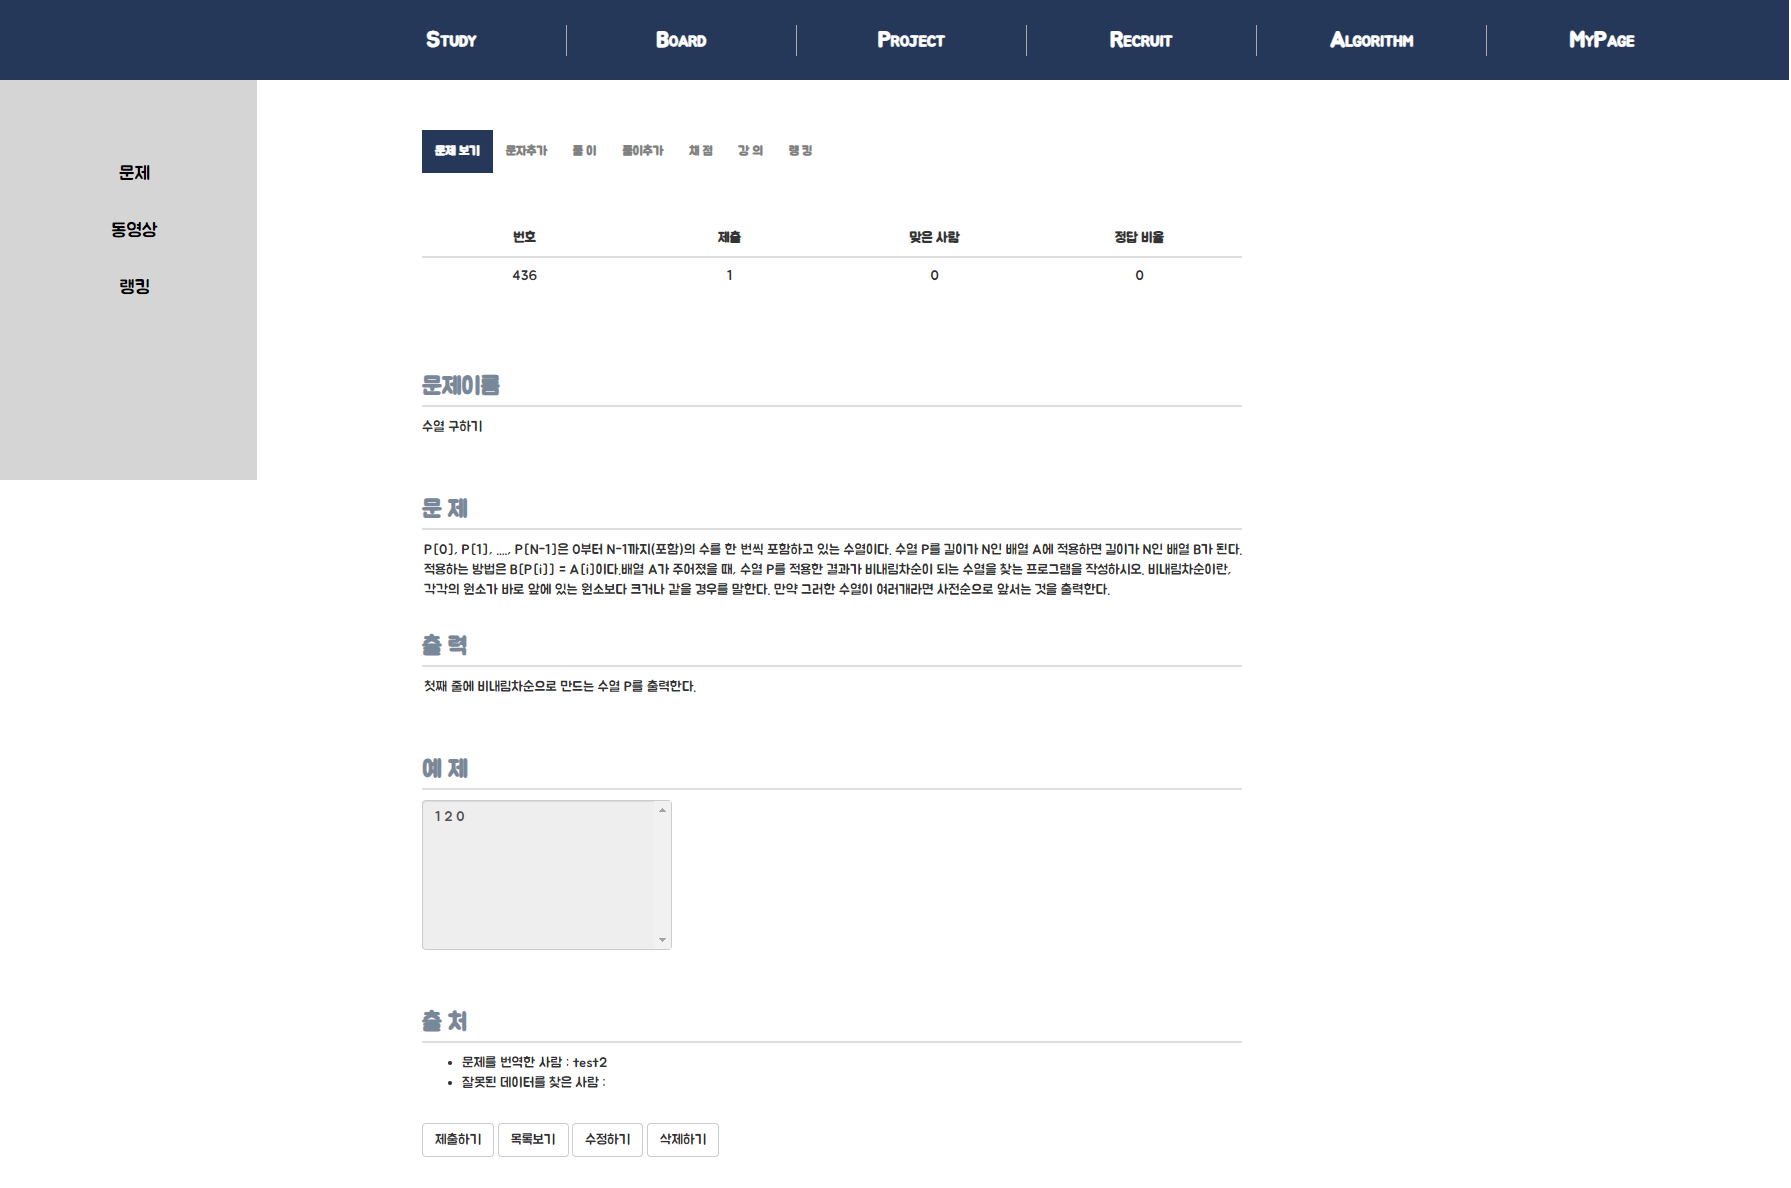 Study Board Project Recruit Algorithm MyPage
문제
동영상
랭킹
문제 보기 문자추가 풀 이 풀이추가 채 점 강 의 랭 킹
번호 제출 맞은 사람 정답 비율
436 1 0 0
문제이름
수열 구하기
문 제
P[0], P[1], ...., P[N-1]은 0부터 N-1까지(포함)의 수를 한 번씩 포함하고 있는 수열이다. 수열 P를 길이가 N인 배열 A에 적용하면 길이가 N인 배열 B가 된다.
적용하는 방법은 B[P[i]] = A[i]이다.배열 A가 주어졌을 때, 수열 P를 적용한 결과가 비내림차순이 되는 수열을 찾는 프로그램을 작성하시오. 비내림차순이란,
각각의 원소가 바로 앞에 있는 원소보다 크거나 같을 경우를 말한다. 만약 그러한 수열이 여러개라면 사전순으로 앞서는 것을 출력한다.
출 력
첫째 줄에 비내림차순으로 만드는 수열 P를 출력한다.
예 제
1 2 0
출 처
• 문제를 번역한 사람 : test2
• 잘못된 데이터를 찾은 사람 :
제출하기 목록보기 수정하기 삭제하기